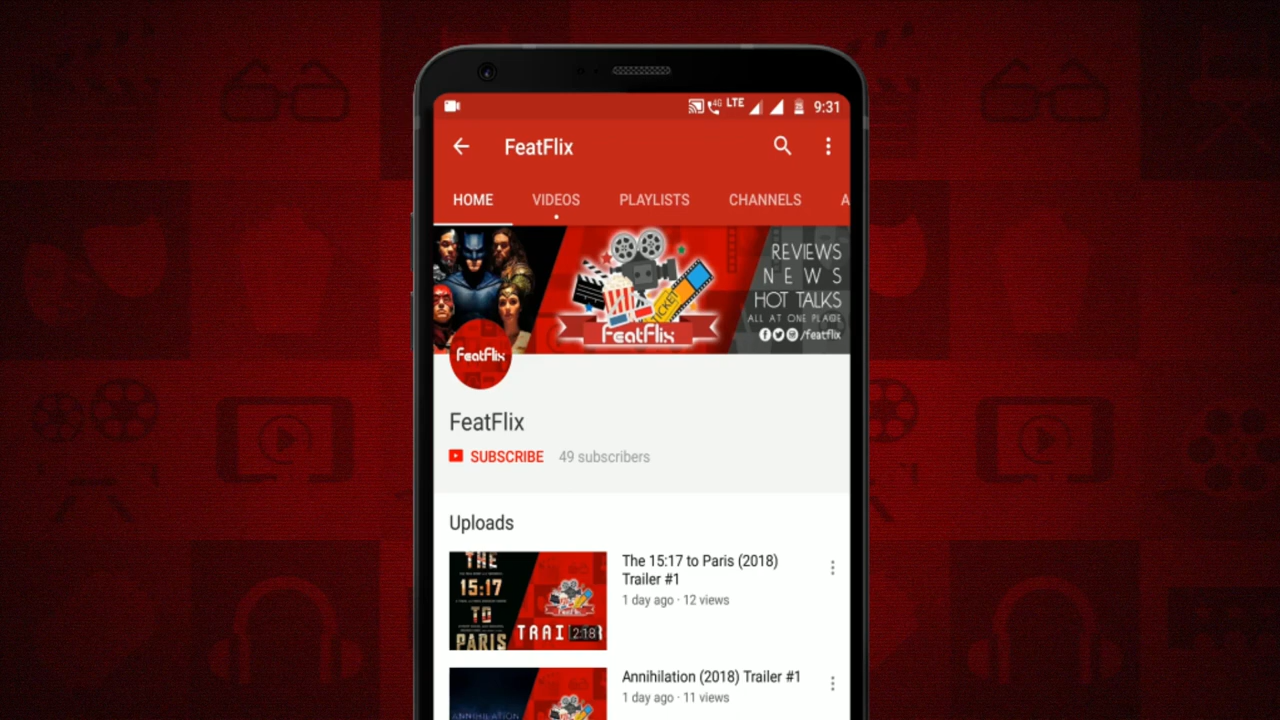 4G LTE 25 9:31
FeatFlix
HOME VIDEOS PLAYLISTS CHANNELS A
REVIEWS
NEWS
HOT TALKS
ALL AT ONE PLACE
/featflix
TICKET
FeatFlix
FeatFlix
FeatFlix
SUBSCRIBE 49 subscribers
Uploads
THE
15:17
TO
PARIS
TRAI 2:18
The 15:17 to Paris (2018)
Trailer #1
1 day ago · 12 views
ANNIHILATION
Annihilation (2018) Trailer #1
1 day ago · 11 views